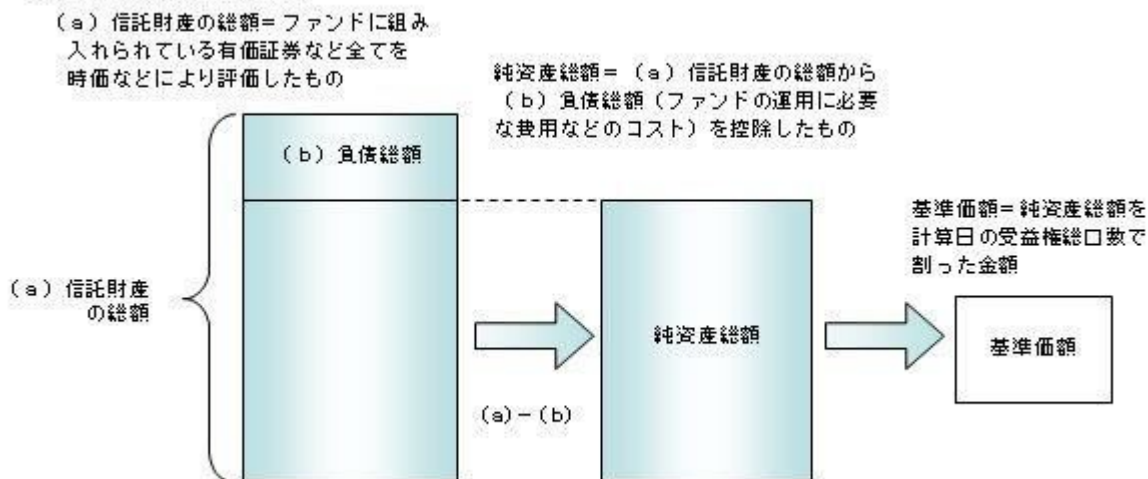 (a)信託財産の総額=ファンドに組み
入れられている有価証券など全てを
時価などにより評価したもの
純資産総額=(a)信託財産の総額から
(b)負債総額(ファンドの運用に必要
な費用などのコスト)を控除したもの
(b)負債総額
基準価額=純資産総額を
計算日の受益権総口数で
割った金額
(a)信託財産
の総額
純資産総額
基準価額
(a)-(b)